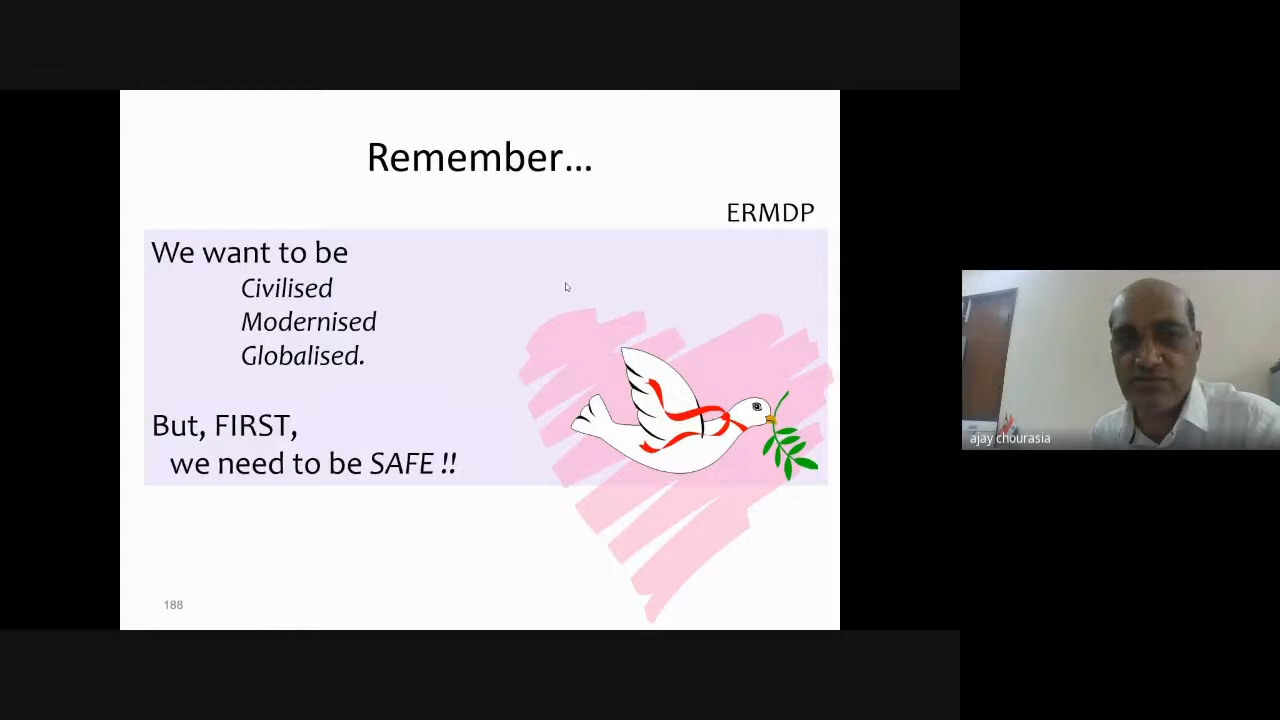 Remember...
ERMDP
We want to be
Civilised
Modernised
Globalised.
But, FIRST,
we need to be SAFE !!
188
ajay chourasia